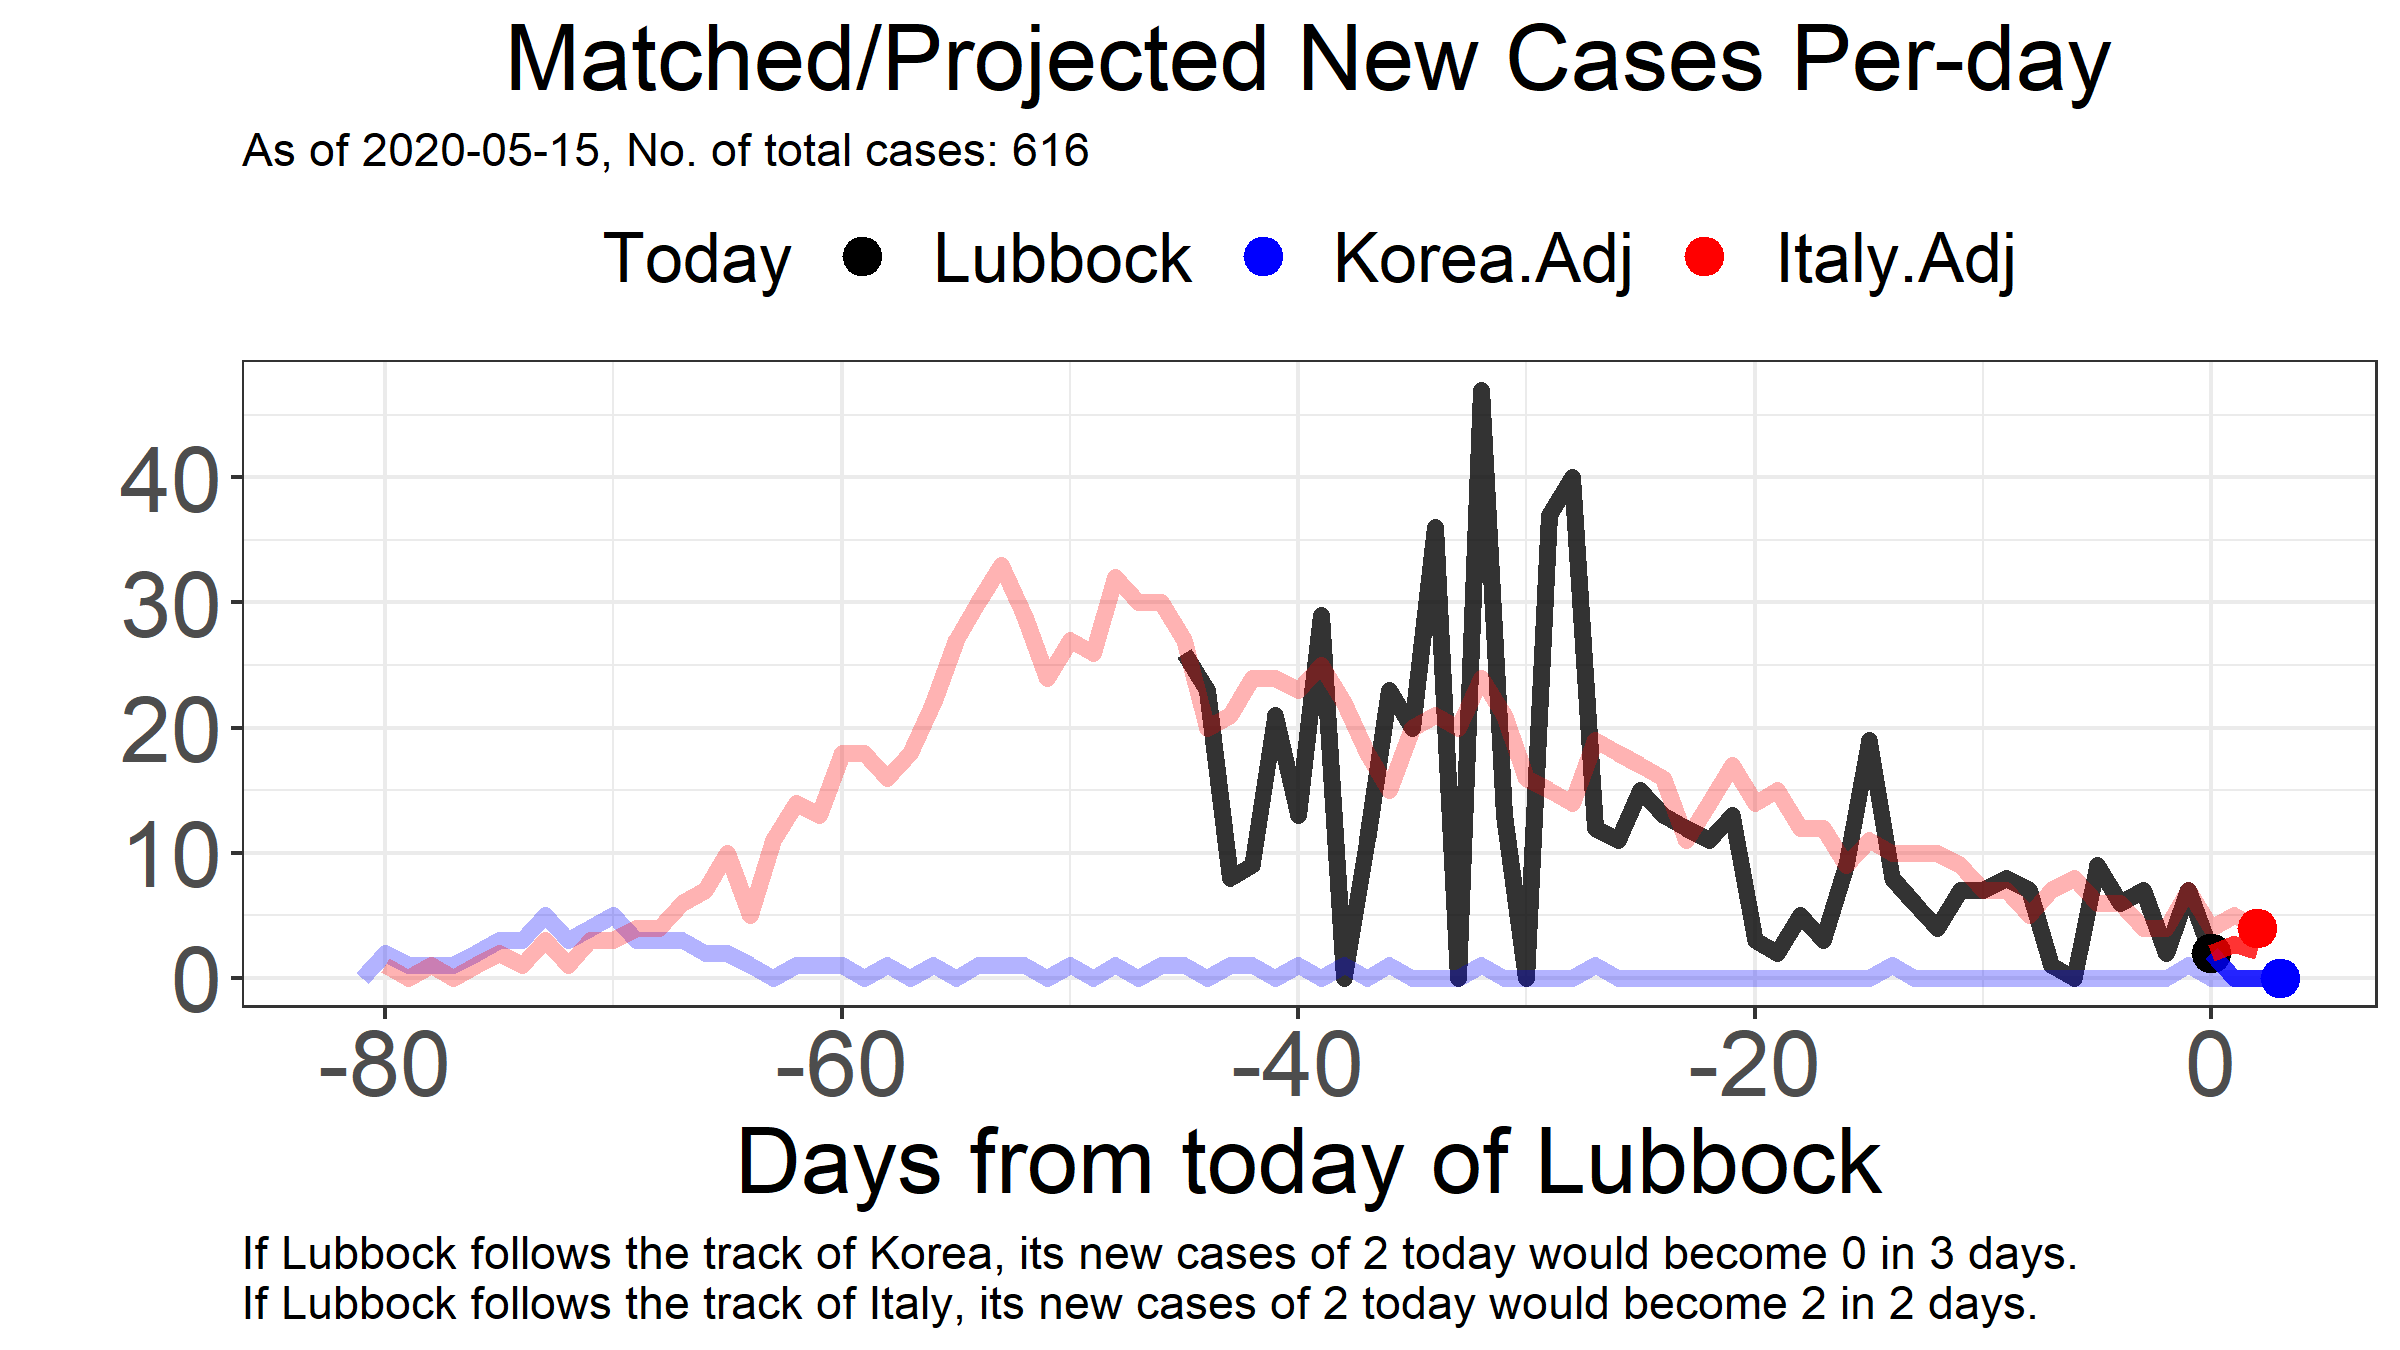 Matched/Projected New Cases Per-day
As of 2020-05-15, No. of total cases: 616
Today Lubbock Korea.Adj Italy.Adj
40
30
20
10
0
-80 -60 -40 -20 0
Days from today of Lubbock
If Lubbock follows the track of Korea, its new cases of 2 today would become 0 in 3 days.
If Lubbock follows the track of Italy, its new cases of 2 today would become 2 in 2 days.